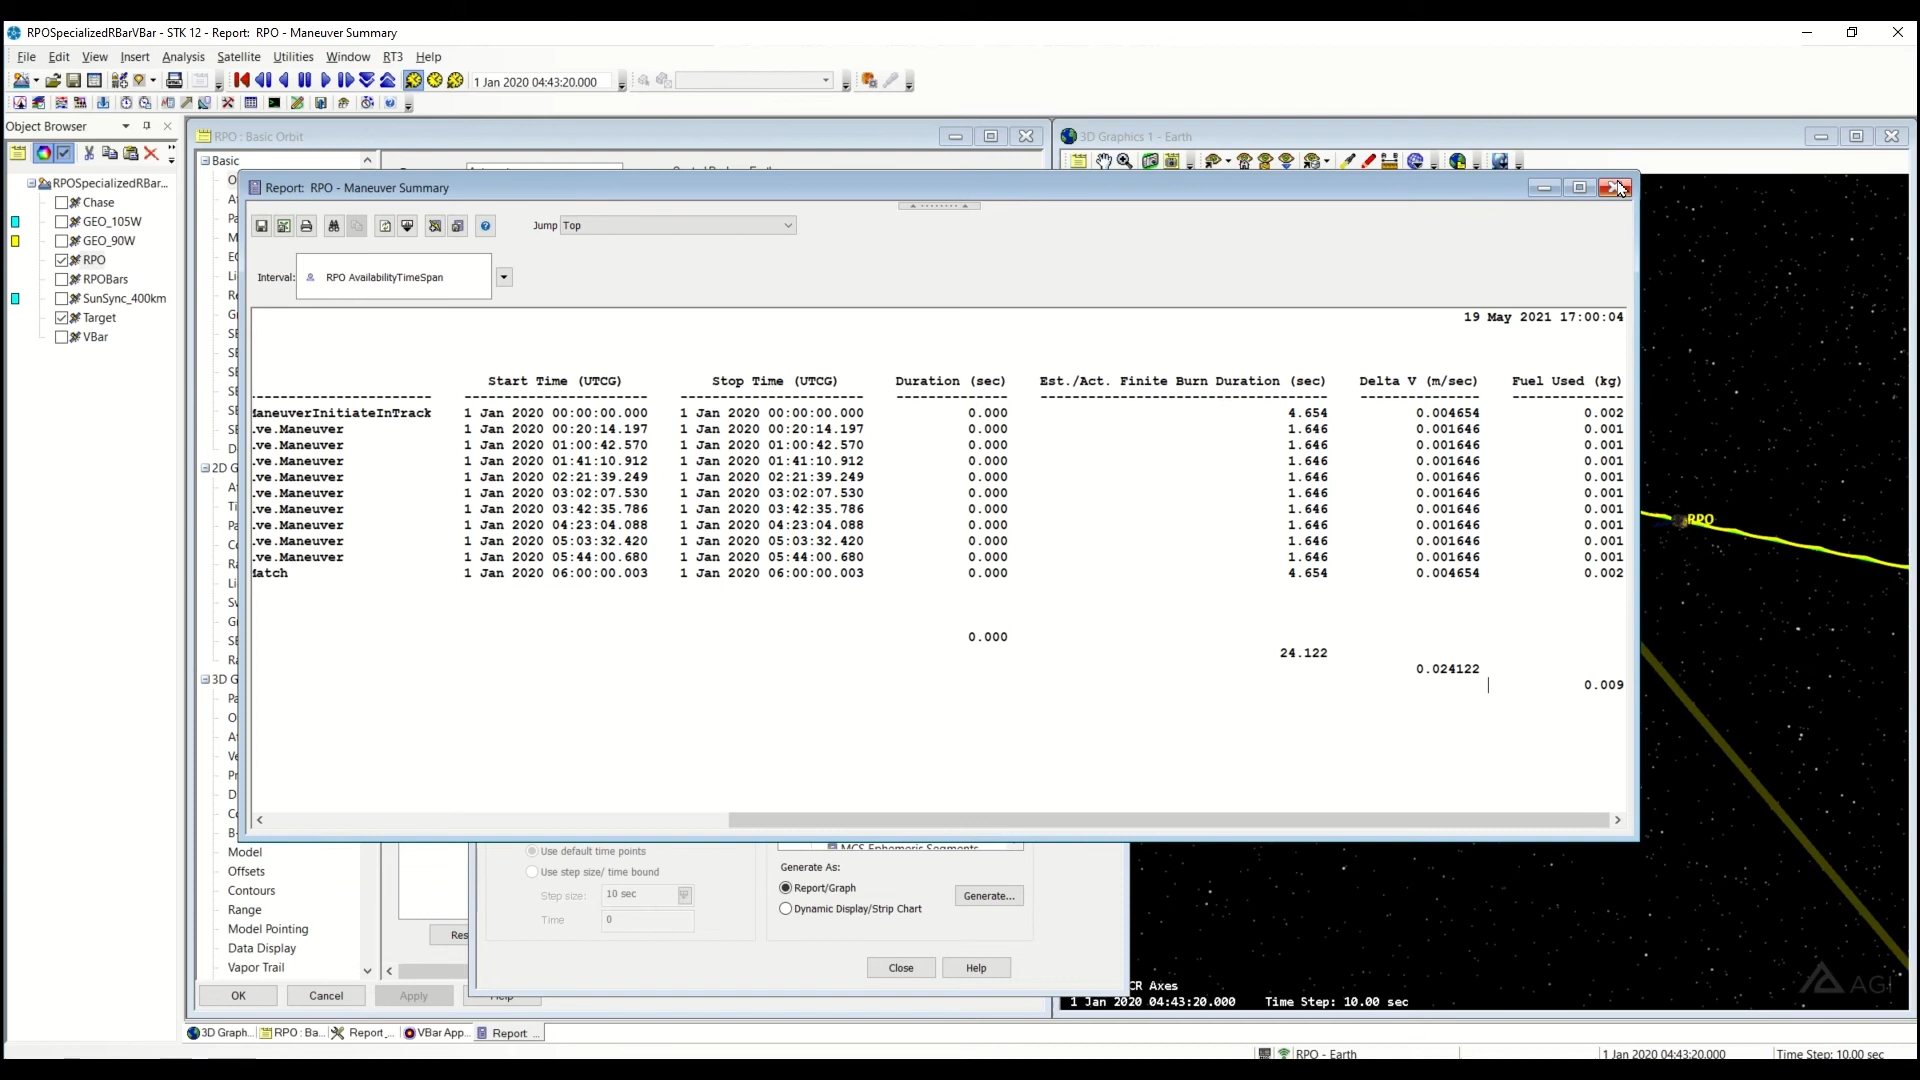 RPOSpecializedRBarVBar - STK 12 - Report: RPO - Maneuver Summary
File Edit View Insert Analysis Satellite Utilities Window RT3 Help
1 Jan 2020 04:43:20.000
Object Browser
RPOSpecializedRBar...
Chase
GEO_105W
GEO_90W
RPO
RPOBars
SunSync_400km
Target
VBar
RPO : Basic Orbit
Basic
2D G
3D G
Model
Offsets
Contours
Range
Model Pointing
Data Display
Vapor Trail
OK Cancel Apply Help
3D Graphics 1 - Earth
Report: RPO - Maneuver Summary
Jump Top
Interval: RPO AvailabilityTimeSpan
19 May 2021 17:00:04
Start Time (UTCG) Stop Time (UTCG) Duration (sec) Est./Act. Finite Burn Duration (sec) Delta V (m/sec) Fuel Used (kg)
aneuverInitiateInTrack 1 Jan 2020 00:00:00.000 1 Jan 2020 00:00:00.000 0.000 4.654 0.004654 0.002
ve.Maneuver 1 Jan 2020 00:20:14.197 1 Jan 2020 00:20:14.197 0.000 1.646 0.001646 0.001
ve.Maneuver 1 Jan 2020 01:00:42.570 1 Jan 2020 01:00:42.570 0.000 1.646 0.001646 0.001
ve.Maneuver 1 Jan 2020 01:41:10.912 1 Jan 2020 01:41:10.912 0.000 1.646 0.001646 0.001
ve.Maneuver 1 Jan 2020 02:21:39.249 1 Jan 2020 02:21:39.249 0.000 1.646 0.001646 0.001
ve.Maneuver 1 Jan 2020 03:02:07.530 1 Jan 2020 03:02:07.530 0.000 1.646 0.001646 0.001
ve.Maneuver 1 Jan 2020 03:42:35.786 1 Jan 2020 03:42:35.786 0.000 1.646 0.001646 0.001
ve.Maneuver 1 Jan 2020 04:23:04.088 1 Jan 2020 04:23:04.088 0.000 1.646 0.001646 0.001
ve.Maneuver 1 Jan 2020 05:03:32.420 1 Jan 2020 05:03:32.420 0.000 1.646 0.001646 0.001
ve.Maneuver 1 Jan 2020 05:44:00.680 1 Jan 2020 05:44:00.680 0.000 1.646 0.001646 0.001
atch 1 Jan 2020 06:00:00.003 1 Jan 2020 06:00:00.003 0.000 4.654 0.004654 0.002
0.000
24.122
0.024122
0.009
RPO
Use default time points
Use step size/ time bound
Step size: 10 sec
Time 0
Res
MCS Ephemeris Segments
Generate As:
Report/Graph
Dynamic Display/Strip Chart
Generate...
Close Help
CR Axes
1 Jan 2020 04:43:20.000 Time Step: 10.00 sec
AGI
3D Graph... RPO : Ba... Report ... VBar App... Report ...
RPO - Earth 1 Jan 2020 04:43:20.000 Time Step: 10.00 sec